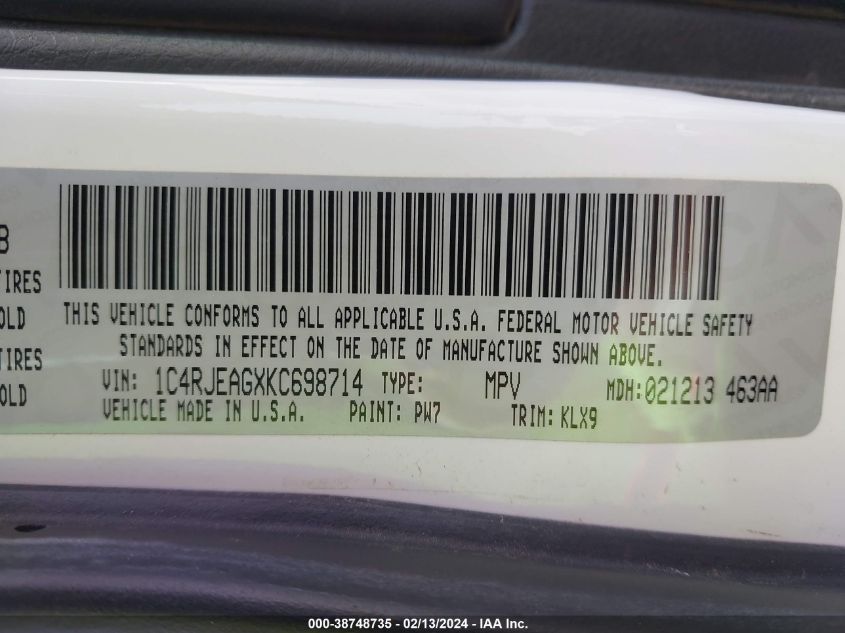 B
TIRES
OLD
TIRES
OLD
THIS VEHICLE CONFORMS TO ALL APPLICABLE U.S.A. FEDERAL MOTOR VEHICLE SAFETY
STANDARDS IN EFFECT ON THE DATE OF MANUFACTURE SHOWN ABOVE.
VIN: 1C4RJEAGXKC698714 TYPE: MPV MDH:021213 463AA
VEHICLE MADE IN U.S.A. PAINT: PW7 TRIM: KLX9
000-38748735 - 02/13/2024 - IAA Inc.